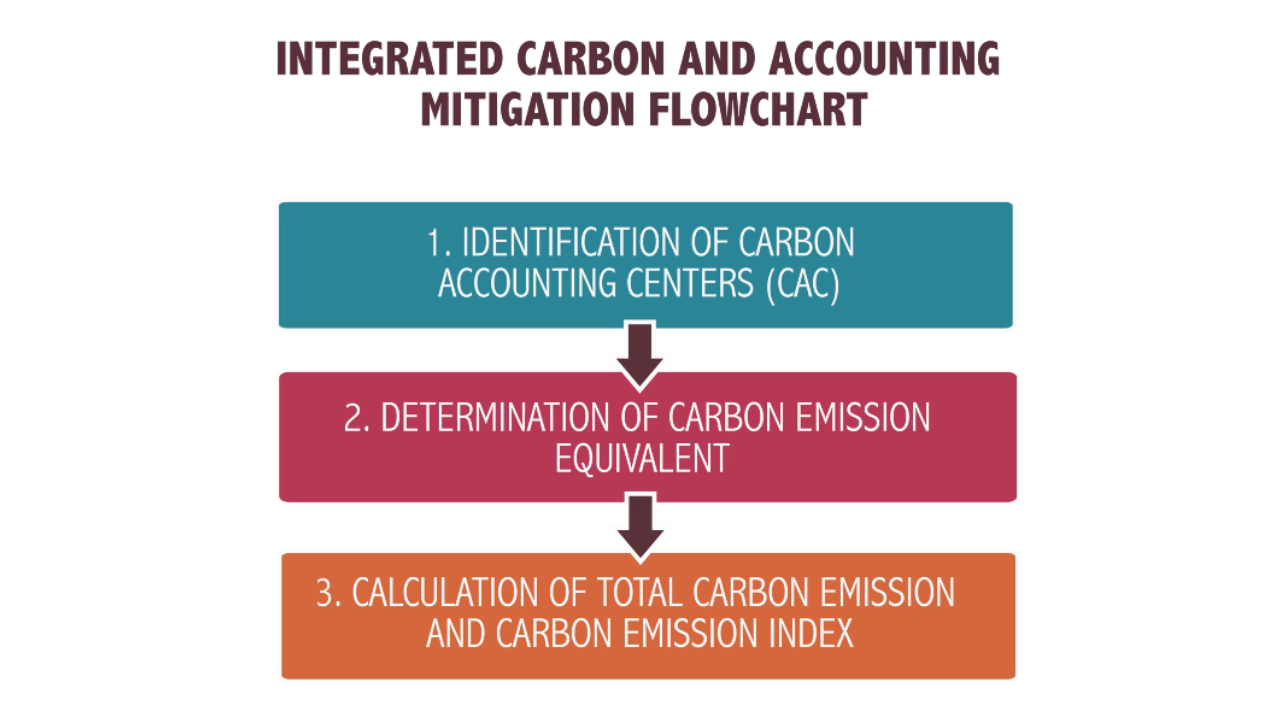 INTEGRATED CARBON AND ACCOUNTING
MITIGATION FLOWCHART
1. IDENTIFICATION OF CARBON
ACCOUNTING CENTERS (CAC)
2. DETERMINATION OF CARBON EMISSION
EQUIVALENT
3. CALCULATION OF TOTAL CARBON EMISSION
AND CARBON EMISSION INDEX